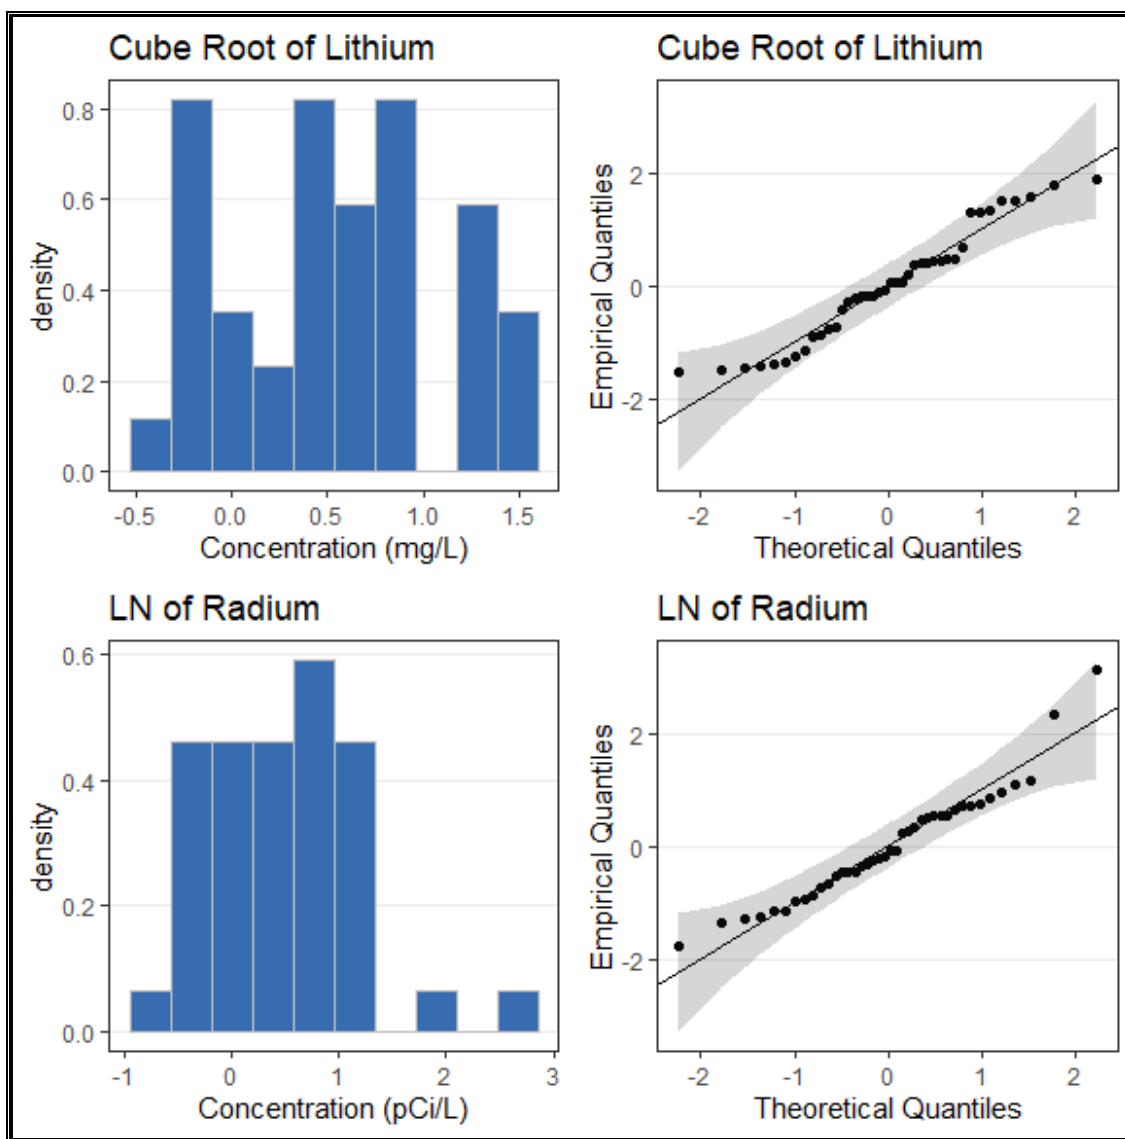 Cube Root of Lithium
density
0.8
0.6
0.4
0.2
0.0
-0.5 0.0 0.5 1.0 1.5
Concentration (mg/L)
Cube Root of Lithium
Empirical Quantiles
2
0
-2
-2 -1 0 1 2
Theoretical Quantiles
LN of Radium
density
0.6
0.4
0.2
0.0
-1 0 1 2 3
Concentration (pCi/L)
LN of Radium
Empirical Quantiles
2
0
-2
-2 -1 0 1 2
Theoretical Quantiles